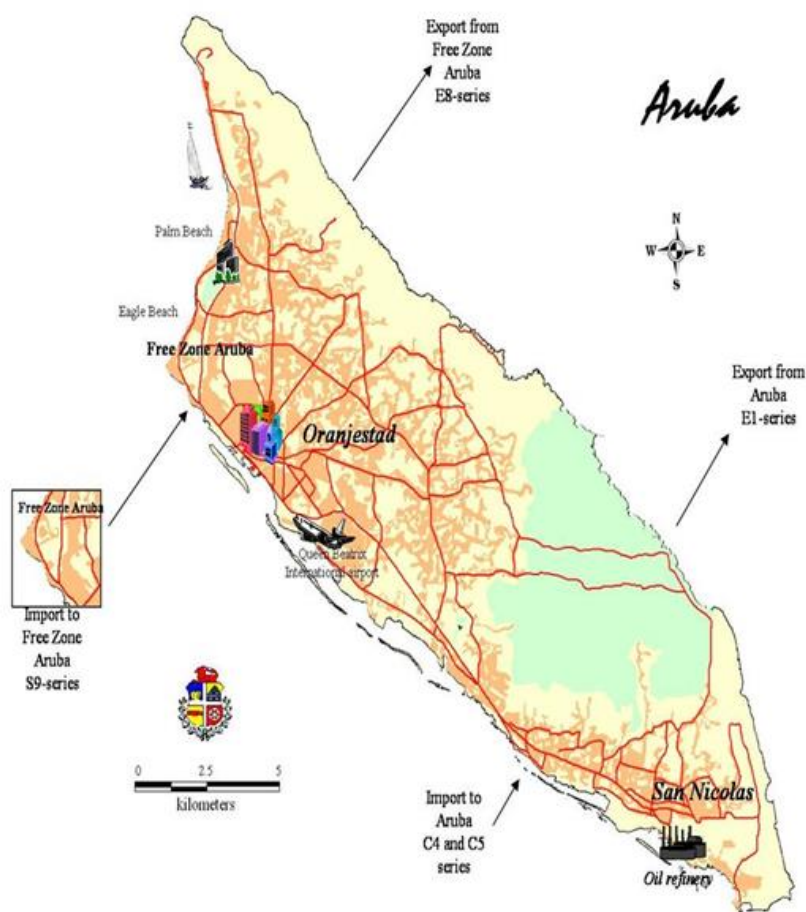 Export from
Free Zone
Aruba
E8-series
Aruba
N
W
E
S
Palm Beach
Eagle Beach
Free Zone Aruba
Export from
Aruba
E1-series
Oranjestad
Free Zone Aruba
Queen Beatrix
International airport
Import to
Free Zone
Aruba
S9-series
0
2.5
5
kilometers
Import to
Aruba
C4 and C5
series
San Nicolas
Oil refinery